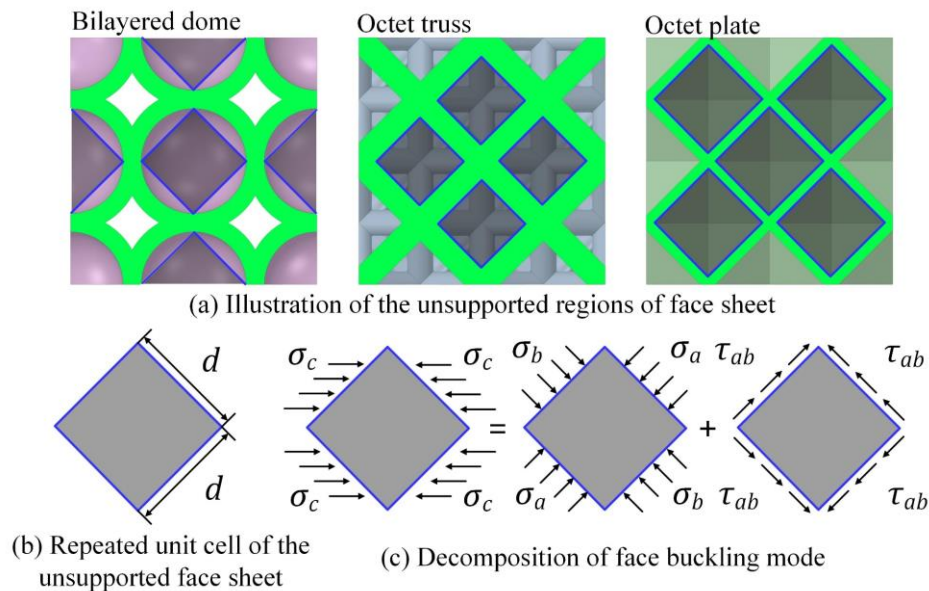 Bilayered dome
Octet truss
Octet plate
(a) Illustration of the unsupported regions of face sheet
d
d
(b) Repeated unit cell of the
unsupported face sheet
σc σc σb σa τab τab
= +
σc σc σa σb τab τab
(c) Decomposition of face buckling mode